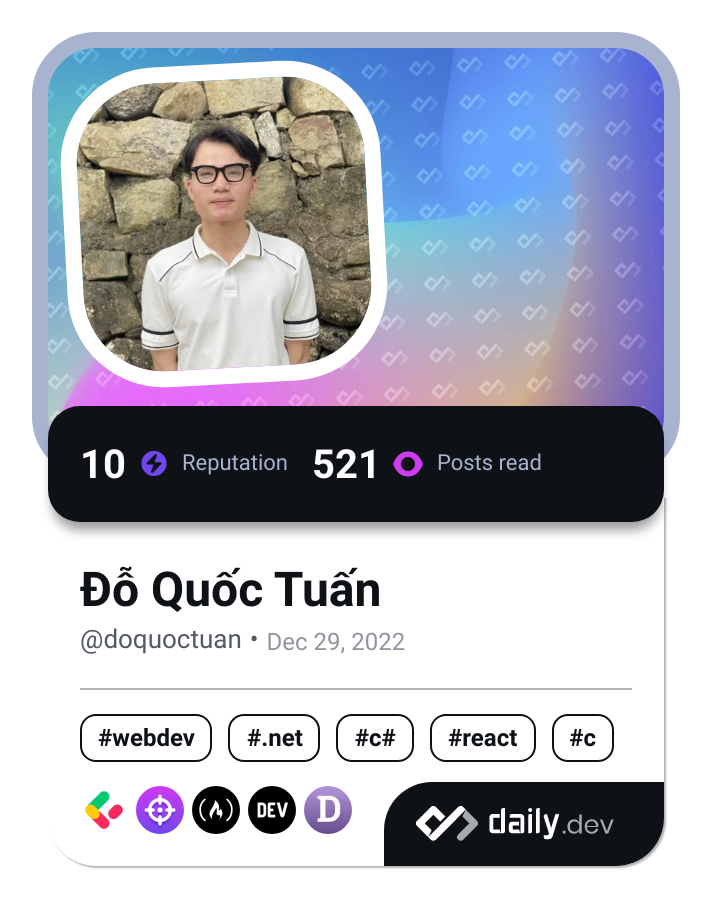 10 Reputation 521 Posts read
Đỗ Quốc Tuấn
@doquoctuan • Dec 29, 2022
#webdev #.net #c# #react #c
DEV D daily.dev